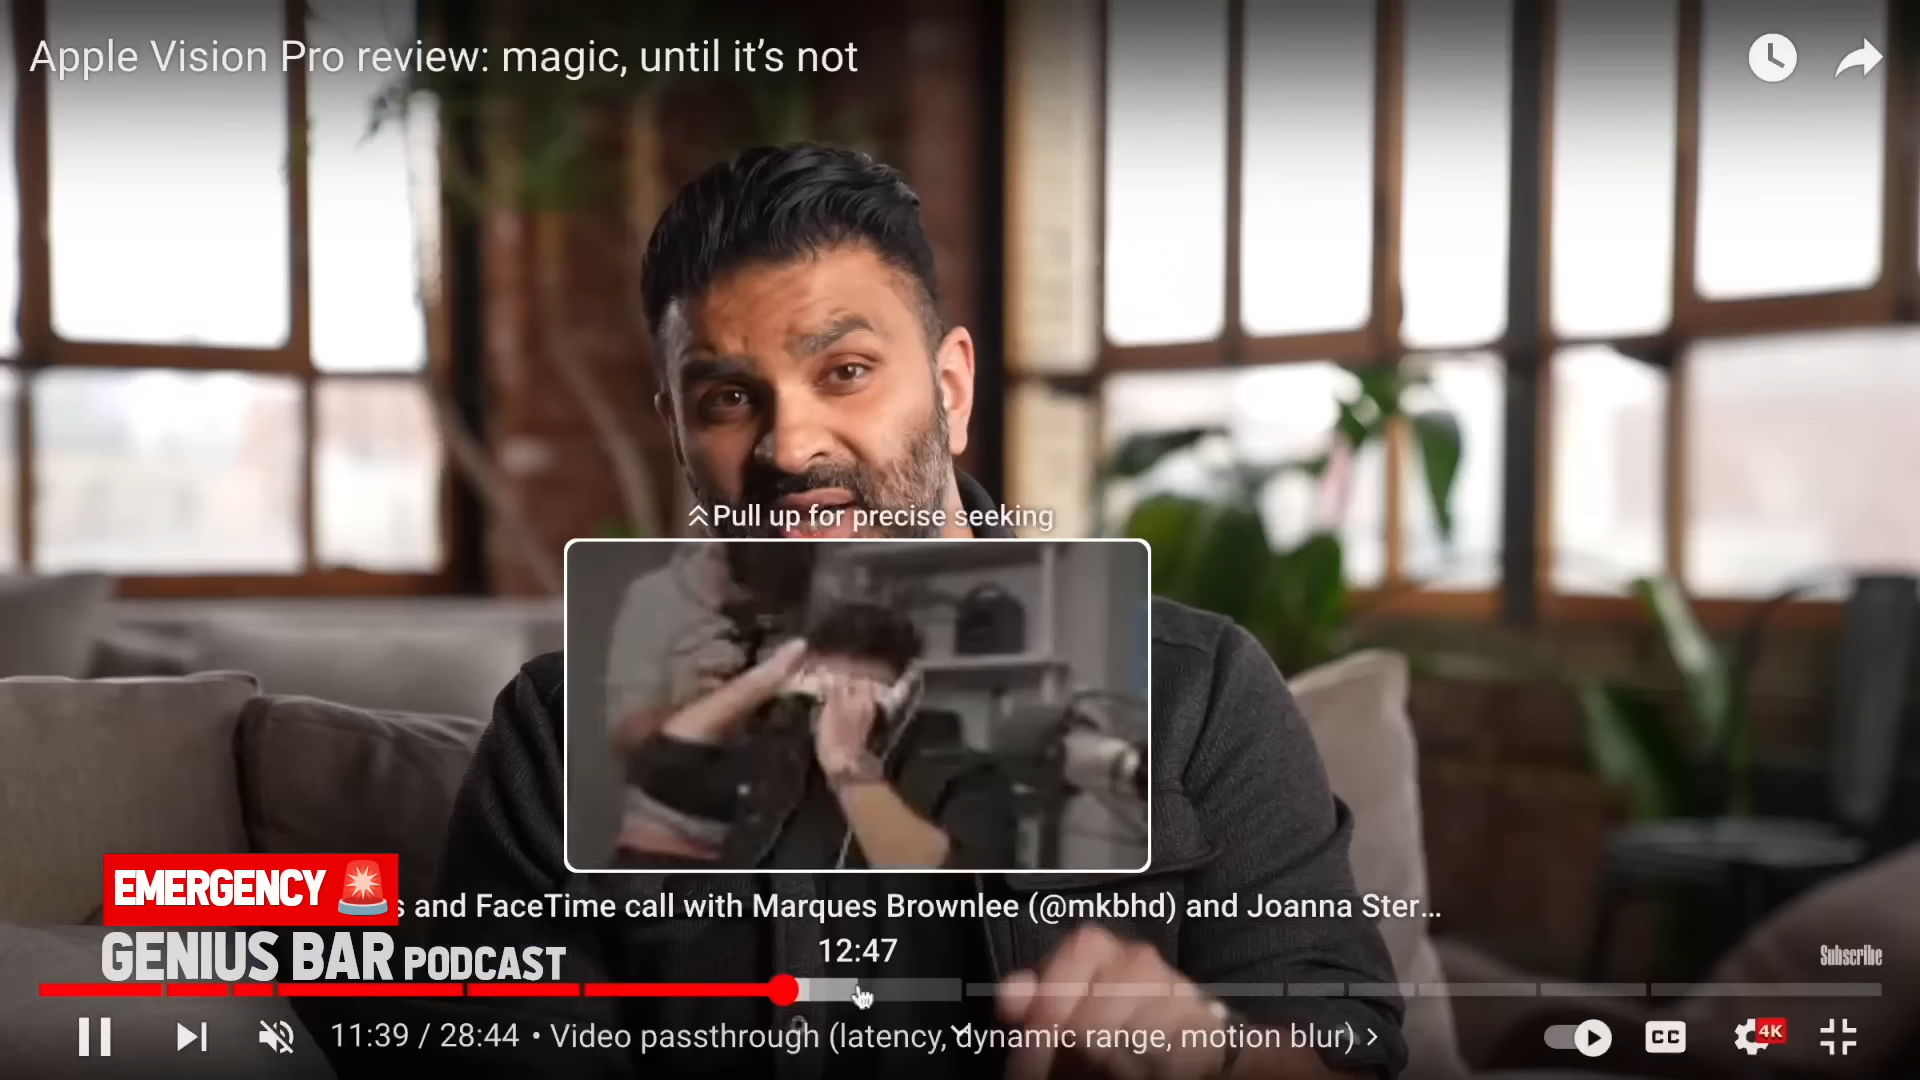 Apple Vision Pro review: magic, until it’s not
Pull up for precise seeking
EMERGENCY
s and FaceTime call with Marques Brownlee (@mkbhd) and Joanna Ster...
GENIUS BAR PODCAST
12:47
Subscribe
11:39 / 28:44 • Video passthrough (latency, dynamic range, motion blur) >
CC
4K